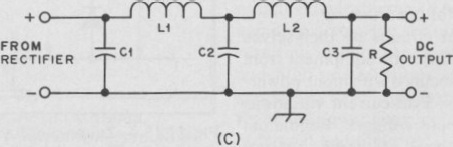 + L1 L2 +
FROM RECTIFIER C1 C2 C3 R DC OUTPUT
− −
(C)